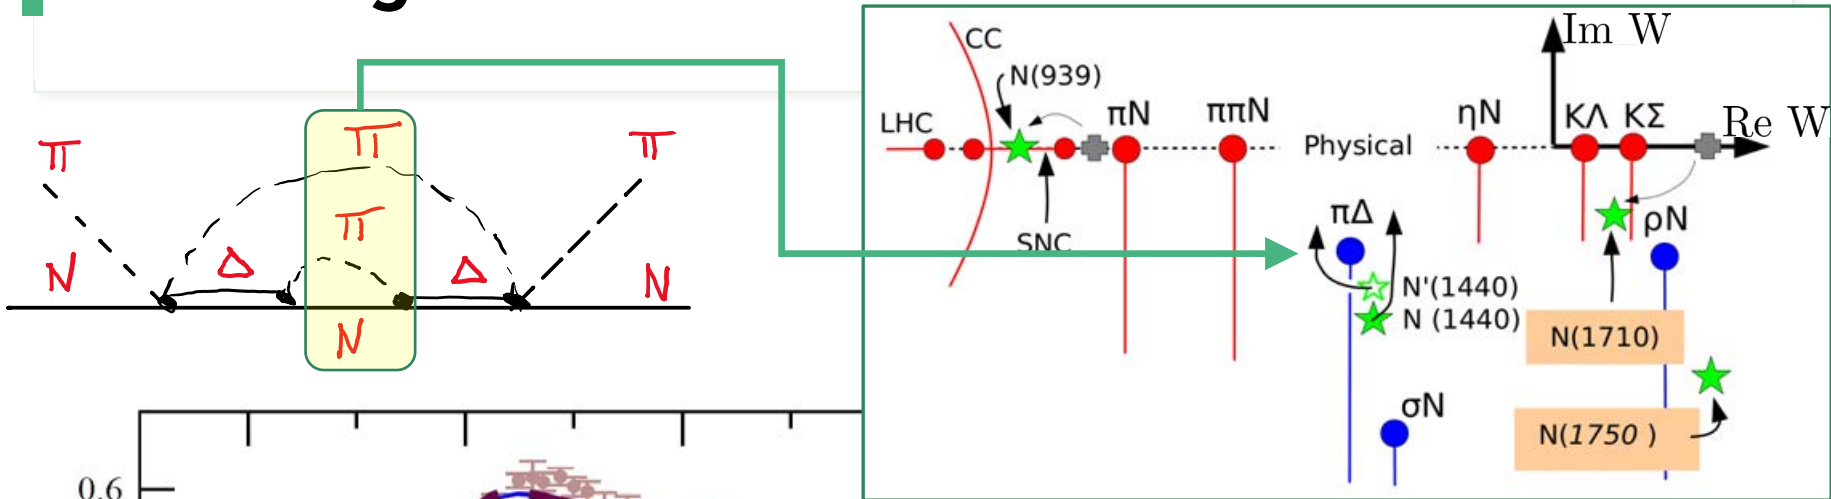 π
π
π
π
N
Δ
Δ
N
N
0.6
CC
N(939)
LHC
πN
ππN
SNC
Physical
ηN
KΛ
KΣ
Im W
Re W
πΔ
ρN
N'(1440)
N (1440)
N(1710)
σN
N(1750 )